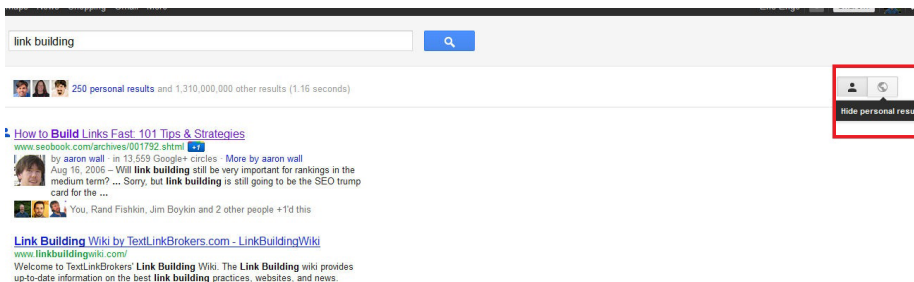 link building
250 personal results and 1,310,000,000 other results (1.16 seconds)
Hide personal resu
How to Build Links Fast: 101 Tips & Strategies
www.seobook.com/archives/001792.shtml +1
by aaron wall · in 13,559 Google+ circles · More by aaron wall
Aug 16, 2006 – Will link building still be very important for rankings in the
medium term? ... Sorry, but link building is still going to be the SEO trump
card for the ...
You, Rand Fishkin, Jim Boykin and 2 other people +1'd this
Link Building Wiki by TextLinkBrokers.com - LinkBuildingWiki
www.linkbuildingwiki.com/
Welcome to TextLinkBrokers' Link Building Wiki. The Link Building wiki provides
up-to-date information on the best link building practices, websites, and news.